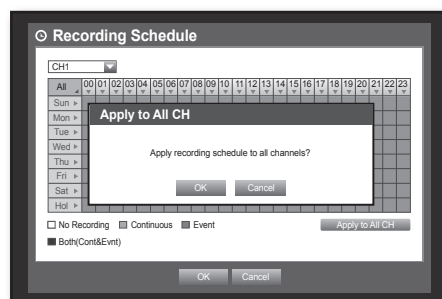 Recording Schedule
CH1
All 00 01 02 03 04 05 06 07 08 09 10 11 12 13 14 15 16 17 18 19 20 21 22 23
Sun
Mon
Apply to All CH
Tue
Wed
Apply recording schedule to all channels?
Thu
Fri
Sat
OK Cancel
Hol
No Recording Continuous Event Apply to All CH
Both(Cont&Evnt)
OK Cancel